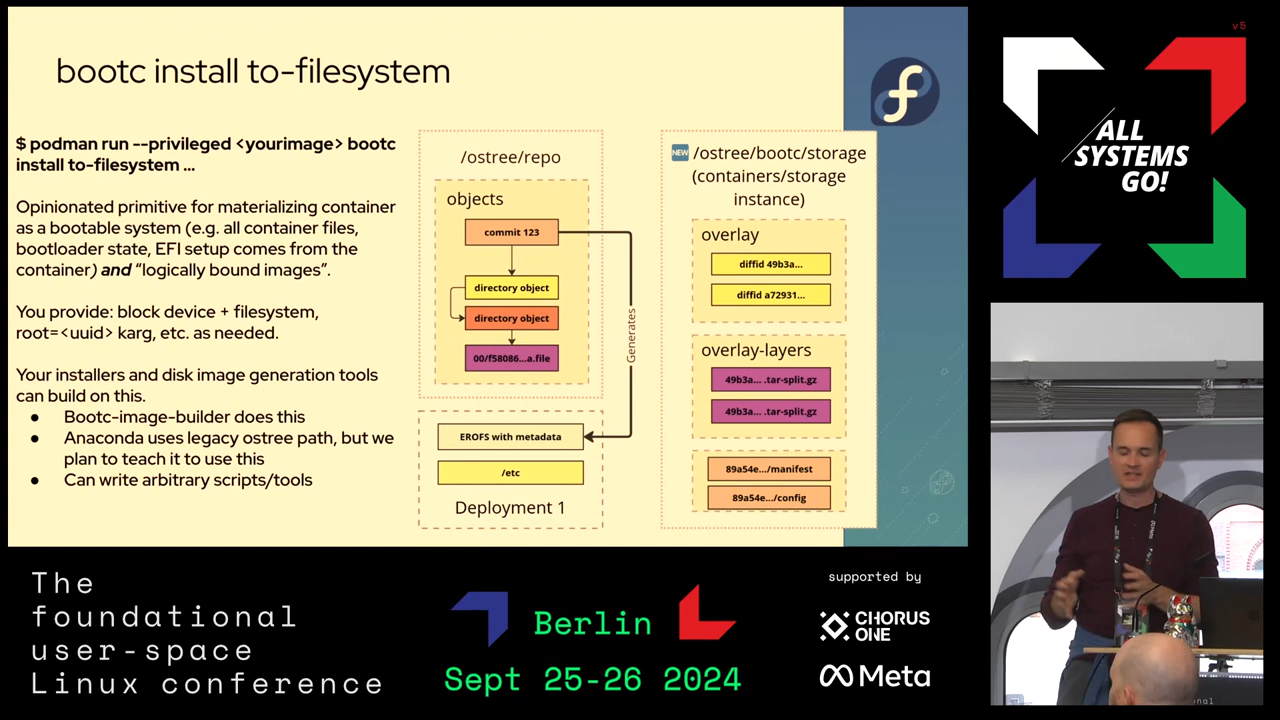 bootc install to-filesystem
$ podman run --privileged <yourimage> bootc
install to-filesystem ...
Opinionated primitive for materializing container
as a bootable system (e.g. all container files,
bootloader state, EFI setup comes from the
container) and “logically bound images”.
You provide: block device + filesystem,
root=<uuid> karg, etc. as needed.
Your installers and disk image generation tools
can build on this.
● Bootc-image-builder does this
● Anaconda uses legacy ostree path, but we
plan to teach it to use this
● Can write arbitrary scripts/tools
/ostree/repo
objects
commit 123
directory object
directory object
00/f58086...a.file
Generates
EROFS with metadata
/etc
Deployment 1
NEW /ostree/bootc/storage
(containers/storage
instance)
overlay
diffid 49b3a...
diffid a72931...
overlay-layers
49b3a... .tar-split.gz
49b3a... .tar-split.gz
89a54e.../manifest
89a54e.../config
v5
ALL
SYSTEMS
GO!
The
foundational
user-space
Linux conference
Berlin
Sept 25-26 2024
supported by
CHORUS
ONE
Meta